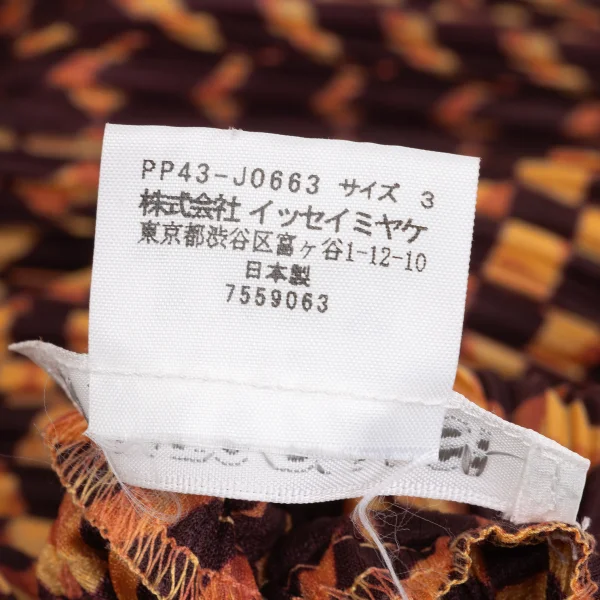 PP43-J0663 サイズ 3
株式会社 イッセイミヤケ
東京都渋谷区富ヶ谷1-12-10
日本製
7559063